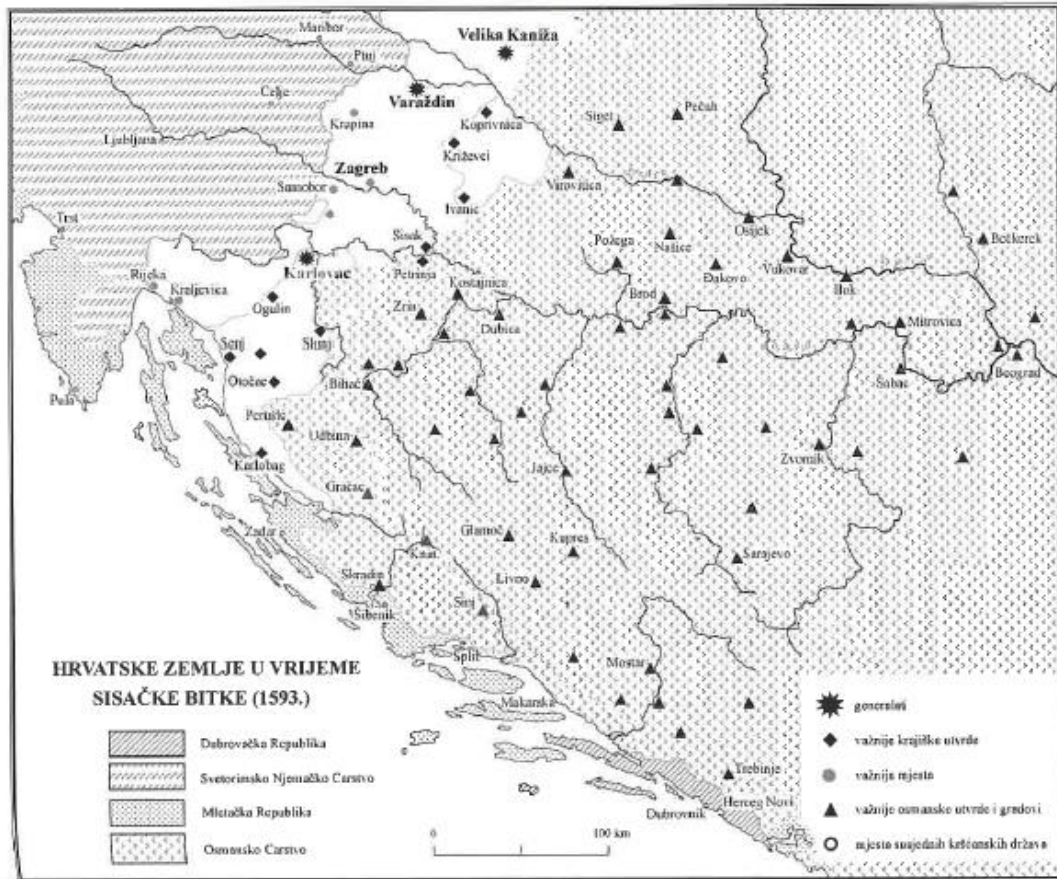 Maribor
Ptuj
Velika Kaniža
Celje
Varaždin
Krapina
Koprivnica
Siget
Pečuh
Ljubljana
Križevci
Zagreb
Samobor
Virovitica
Ivanić
Trst
Sisak
Osijek
Našice
Požega
Bečkerek
Karlovac
Petrinja
Đakovo
Vukovar
Ilok
Rijeka
Kraljevica
Kostajnica
Brod
Ogulin
Zrin
Dubica
Mitrovica
Senj
Slunj
Beograd
Otočac
Bihać
Šabac
Pula
Perušić
Udbina
Zvornik
Karlobag
Jajce
Gračac
Zadar
Knin
Glamoč
Kupres
Sarajevo
Skradin
Livno
Šibenik
Sinj
Split
Mostar
Makarska
Trebinje
Herceg Novi
Dubrovnik
HRVATSKE ZEMLJE U VRIJEME
SISAČKE BITKE (1593.)
Dubrovačka Republika
Svetorimsko Njemačko Carstvo
Mletačka Republika
Osmansko Carstvo
0 100 km
generalati
važnije krajiške utvrde
važnija mjesta
važnije osmanske utvrde i gradovi
mjesta susjednih kršćanskih država